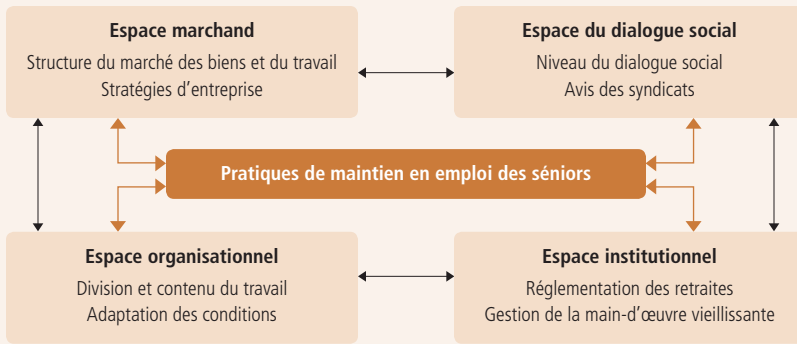 Espace marchand
Structure du marché des biens et du travail
Stratégies d’entreprise
Espace du dialogue social
Niveau du dialogue social
Avis des syndicats
Pratiques de maintien en emploi des séniors
Espace organisationnel
Division et contenu du travail
Adaptation des conditions
Espace institutionnel
Réglementation des retraites
Gestion de la main-d’œuvre vieillissante